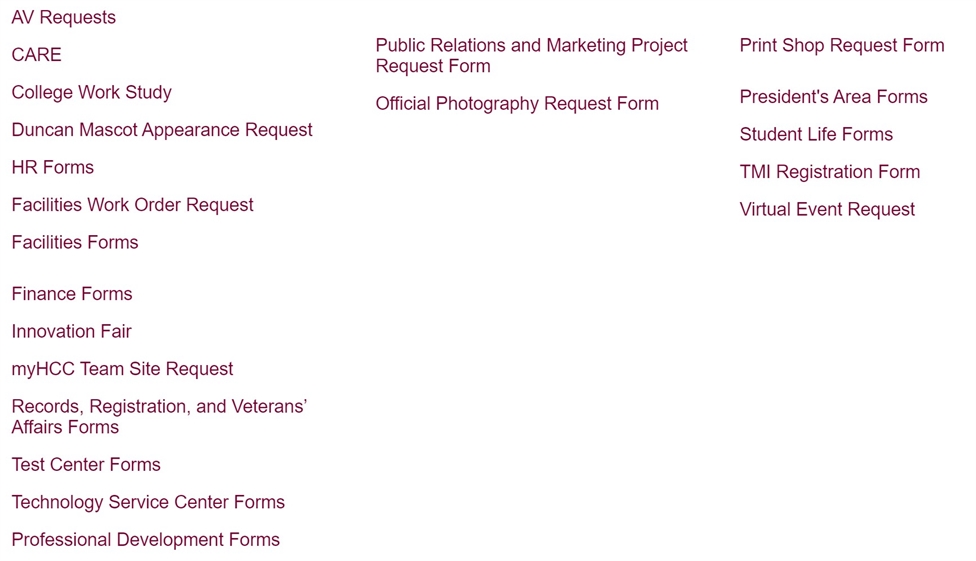 AV Requests
CARE
College Work Study
Duncan Mascot Appearance Request
HR Forms
Facilities Work Order Request
Facilities Forms
Finance Forms
Innovation Fair
myHCC Team Site Request
Records, Registration, and Veterans’
Affairs Forms
Test Center Forms
Technology Service Center Forms
Professional Development Forms
Public Relations and Marketing Project
Request Form
Official Photography Request Form
Print Shop Request Form
President's Area Forms
Student Life Forms
TMI Registration Form
Virtual Event Request